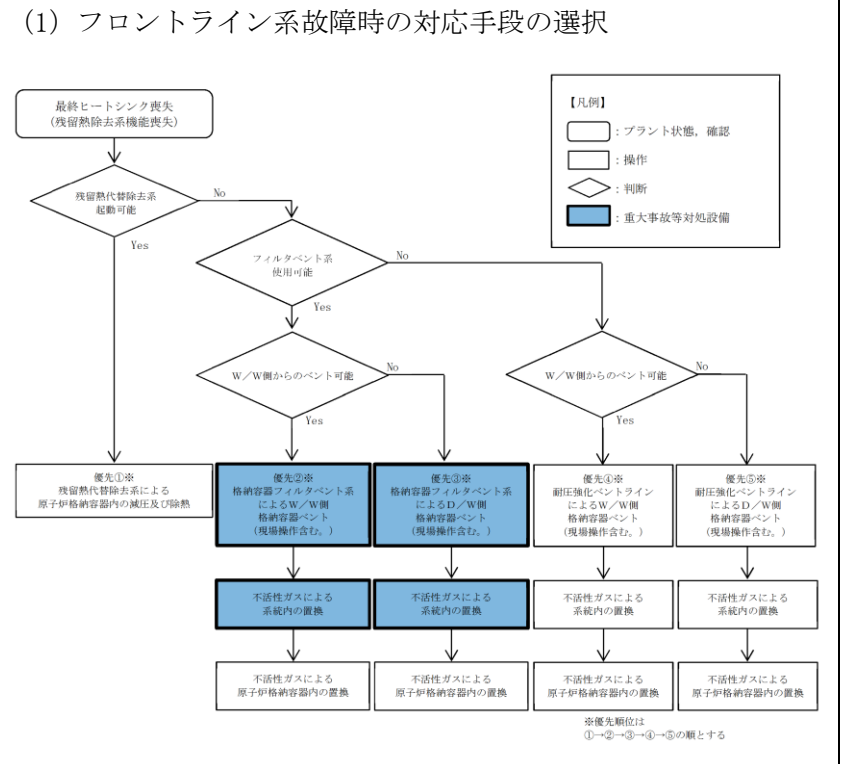 (1) フロントライン系故障時の対応手段の選択
最終ヒートシンク喪失
(残留熱除去系機能喪失)
【凡例】
：プラント状態，確認
：操作
：判断
：重大事故等対処設備
残留熱代替除去系
起動可能
No
Yes
フィルタベント系
使用可能
No
Yes
W／W側からのベント可能
No
Yes
W／W側からのベント可能
No
Yes
優先①※
残留熱代替除去系による
原子炉格納容器内の減圧及び除熱
優先②※
格納容器フィルタベント系
によるW／W側
格納容器ベント
(現場操作含む。)
優先③※
格納容器フィルタベント系
によるD／W側
格納容器ベント
(現場操作含む。)
優先④※
耐圧強化ベントライン
によるW／W側
格納容器ベント
(現場操作含む。)
優先⑤※
耐圧強化ベントライン
によるD／W側
格納容器ベント
(現場操作含む。)
不活性ガスによる
系統内の置換
不活性ガスによる
系統内の置換
不活性ガスによる
系統内の置換
不活性ガスによる
系統内の置換
不活性ガスによる
原子炉格納容器内の置換
不活性ガスによる
原子炉格納容器内の置換
不活性ガスによる
原子炉格納容器内の置換
不活性ガスによる
原子炉格納容器内の置換
※優先順位は
①→②→③→④→⑤の順とする